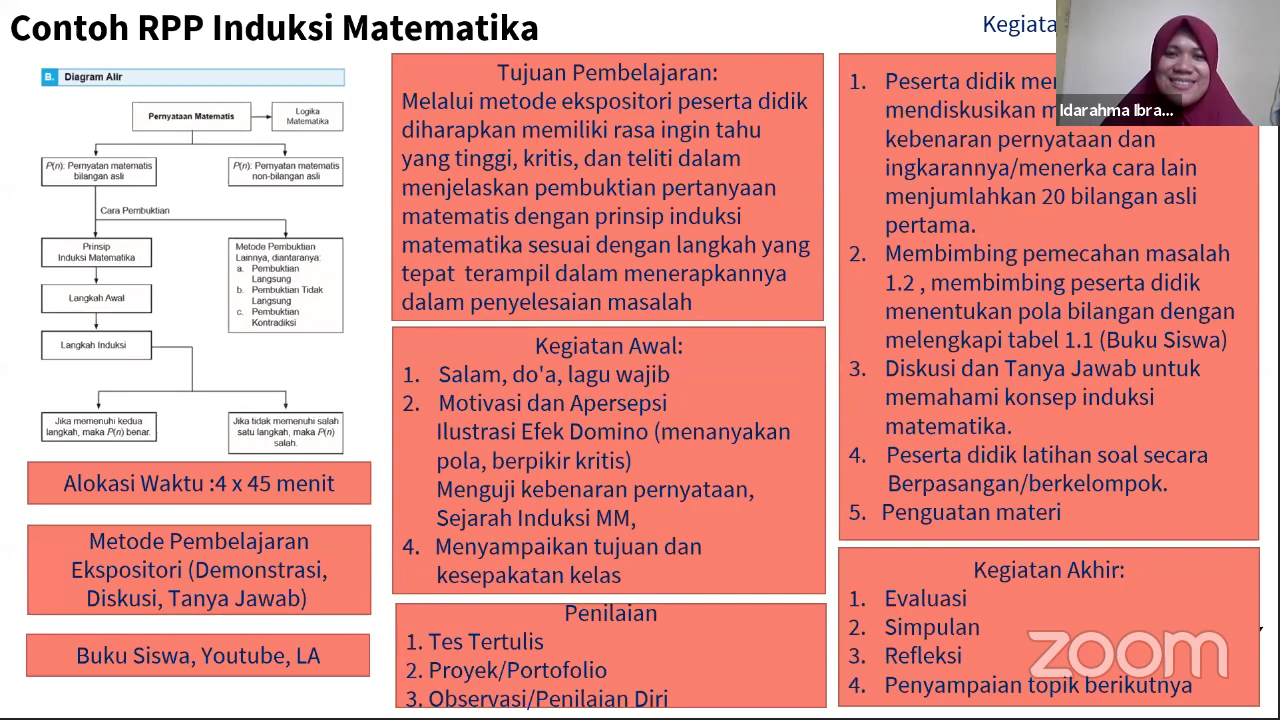 Contoh RPP Induksi Matematika
B. Diagram Alir
Pernyataan Matematis
Logika
Matematika
P(n): Pernyatan matematis
bilangan asli
P(n): Pernyatan matematis
non-bilangan asli
Cara Pembuktian
Prinsip
Induksi Matematika
Metode Pembuktian
Lainnya, diantaranya:
a. Pembuktian
Langsung
b. Pembuktian Tidak
Langsung
c. Pembuktian
Kontradiksi
Langkah Awal
Langkah Induksi
Jika memenuhi kedua
langkah, maka P(n) benar.
Jika tidak memenuhi salah
satu langkah, maka P(n)
salah.
Alokasi Waktu :4 x 45 menit
Metode Pembelajaran
Ekspositori (Demonstrasi,
Diskusi, Tanya Jawab)
Buku Siswa, Youtube, LA
Tujuan Pembelajaran:
Melalui metode ekspositori peserta didik
diharapkan memiliki rasa ingin tahu
yang tinggi, kritis, dan teliti dalam
menjelaskan pembuktian pertanyaan
matematis dengan prinsip induksi
matematika sesuai dengan langkah yang
tepat terampil dalam menerapkannya
dalam penyelesaian masalah
Kegiatan Awal:
1. Salam, do'a, lagu wajib
2. Motivasi dan Apersepsi
Ilustrasi Efek Domino (menanyakan
pola, berpikir kritis)
Menguji kebenaran pernyataan,
Sejarah Induksi MM,
4. Menyampaikan tujuan dan
kesepakatan kelas
Penilaian
1. Tes Tertulis
2. Proyek/Portofolio
3. Observasi/Penilaian Diri
1. Peserta didik
mendiskusikan
kebenaran pernyataan dan
ingkarannya/menerka cara lain
menjumlahkan 20 bilangan asli
pertama.
2. Membimbing pemecahan masalah
1.2 , membimbing peserta didik
menentukan pola bilangan dengan
melengkapi tabel 1.1 (Buku Siswa)
3. Diskusi dan Tanya Jawab untuk
memahami konsep induksi
matematika.
4. Peserta didik latihan soal secara
Berpasangan/berkelompok.
5. Penguatan materi
Kegiatan Akhir:
1. Evaluasi
2. Simpulan
3. Refleksi
4. Penyampaian topik berikutnya
Idarahma Ibra...
zoom